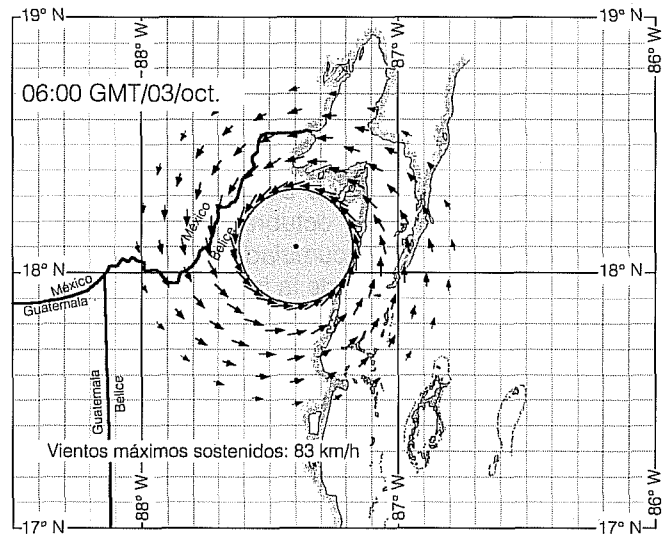 19° N
19° N
88° W
87° W
86° W
06:00 GMT/03/oct.
México
Belice
18° N
18° N
México
Guatemala
Guatemala
Belice
Vientos máximos sostenidos: 83 km/h
88° W
87° W
86° W
17° N
17° N